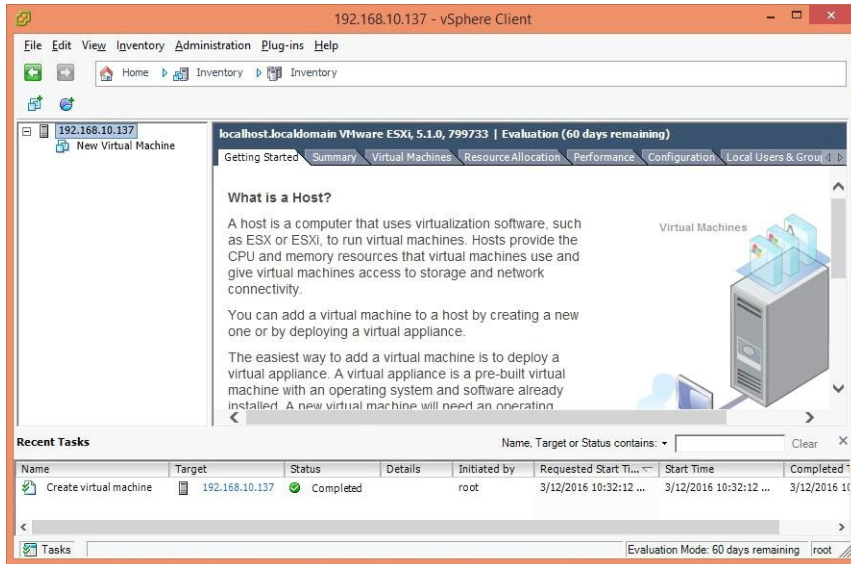 192.168.10.137 - vSphere Client
File Edit View Inventory Administration Plug-ins Help
Home Inventory Inventory
192.168.10.137
New Virtual Machine
localhost.localdomain VMware ESXi, 5.1.0, 799733 | Evaluation (60 days remaining)
Getting Started Summary Virtual Machines Resource Allocation Performance Configuration Local Users & Grou
What is a Host?
A host is a computer that uses virtualization software, such
as ESX or ESXi, to run virtual machines. Hosts provide the
CPU and memory resources that virtual machines use and
give virtual machines access to storage and network
connectivity.
You can add a virtual machine to a host by creating a new
one or by deploying a virtual appliance.
The easiest way to add a virtual machine is to deploy a
virtual appliance. A virtual appliance is a pre-built virtual
machine with an operating system and software already
installed. A new virtual machine will need an operating
Virtual Machines
Recent Tasks
Name, Target or Status contains:
Clear
Name Target Status Details Initiated by Requested Start Ti... Start Time Completed T
Create virtual machine 192.168.10.137 Completed root 3/12/2016 10:32:12 ... 3/12/2016 10:32:12 ... 3/12/2016 10
Tasks
Evaluation Mode: 60 days remaining root